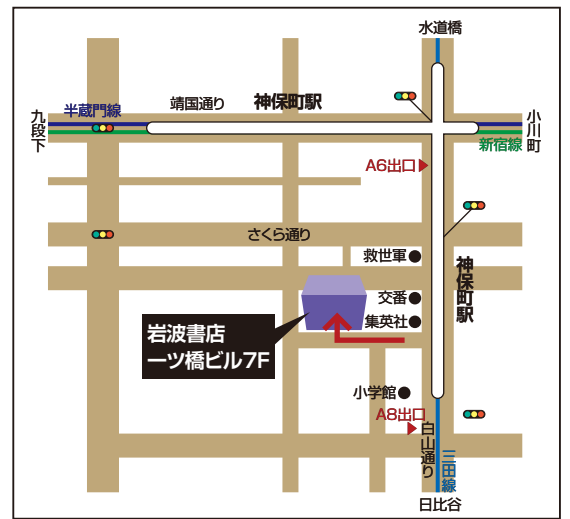 水道橋
靖国通り
神保町駅
半蔵門線
九段下
小川町
新宿線
A6出口
さくら通り
救世軍
神保町駅
交番
集英社
岩波書店
一ツ橋ビル7F
小学館
A8出口
白山通り
三田線
日比谷